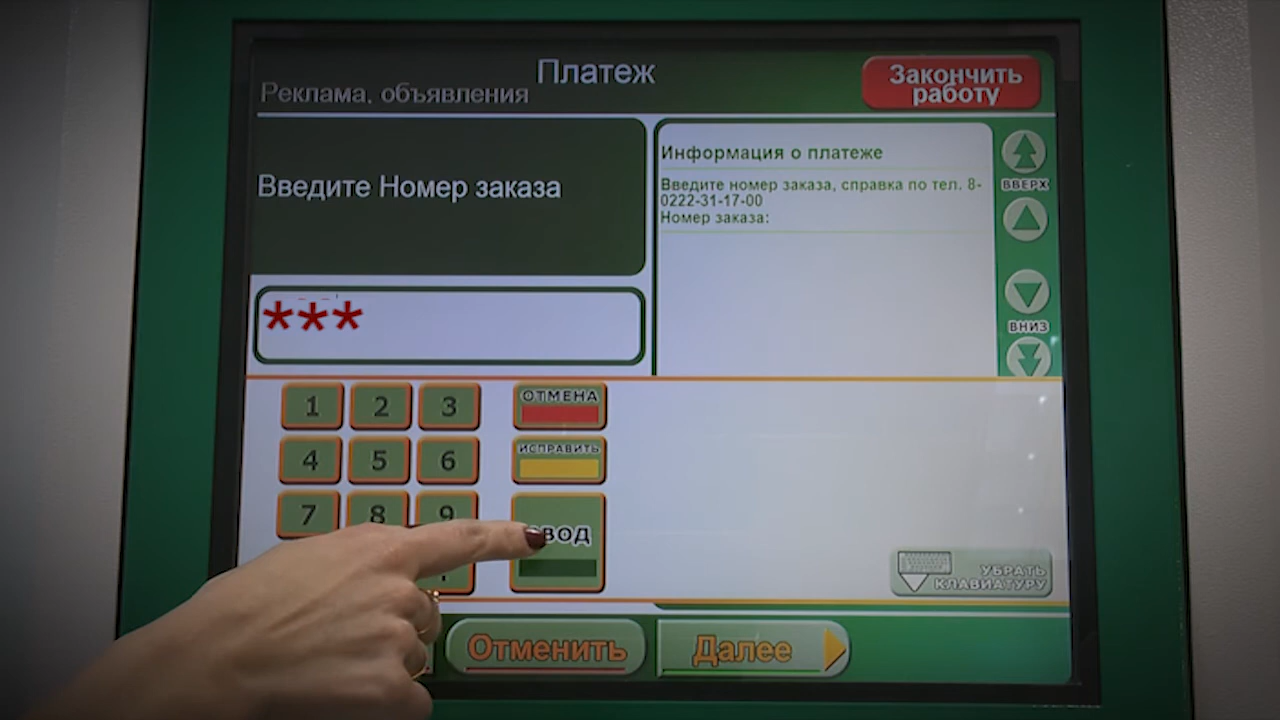 Платеж
Реклама, объявления
Закончить
работу
Введите Номер заказа
***
Информация о платеже
Введите номер заказа, справка по тел. 8-
0222-31-17-00
Номер заказа:
ВВЕРХ
ВНИЗ
1 2 3
ОТМЕНА
4 5 6
ИСПРАВИТЬ
7 8 9
ВВОД
УБРАТЬ
КЛАВИАТУРУ
Отменить
Далее